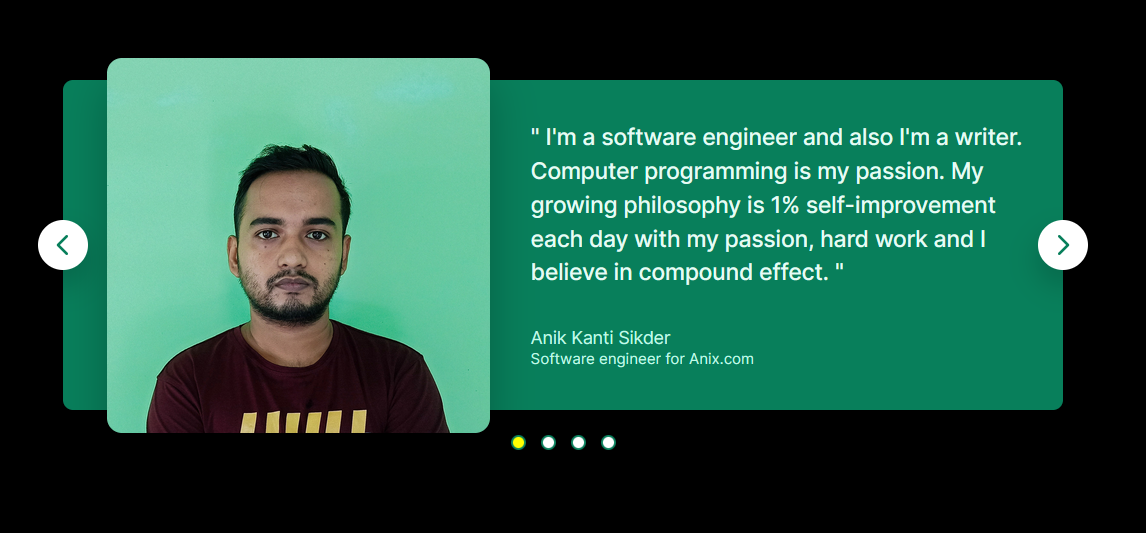 " I'm a software engineer and also I'm a writer.
Computer programming is my passion. My
growing philosophy is 1% self-improvement
each day with my passion, hard work and I
believe in compound effect. "
Anik Kanti Sikder
Software engineer for Anix.com